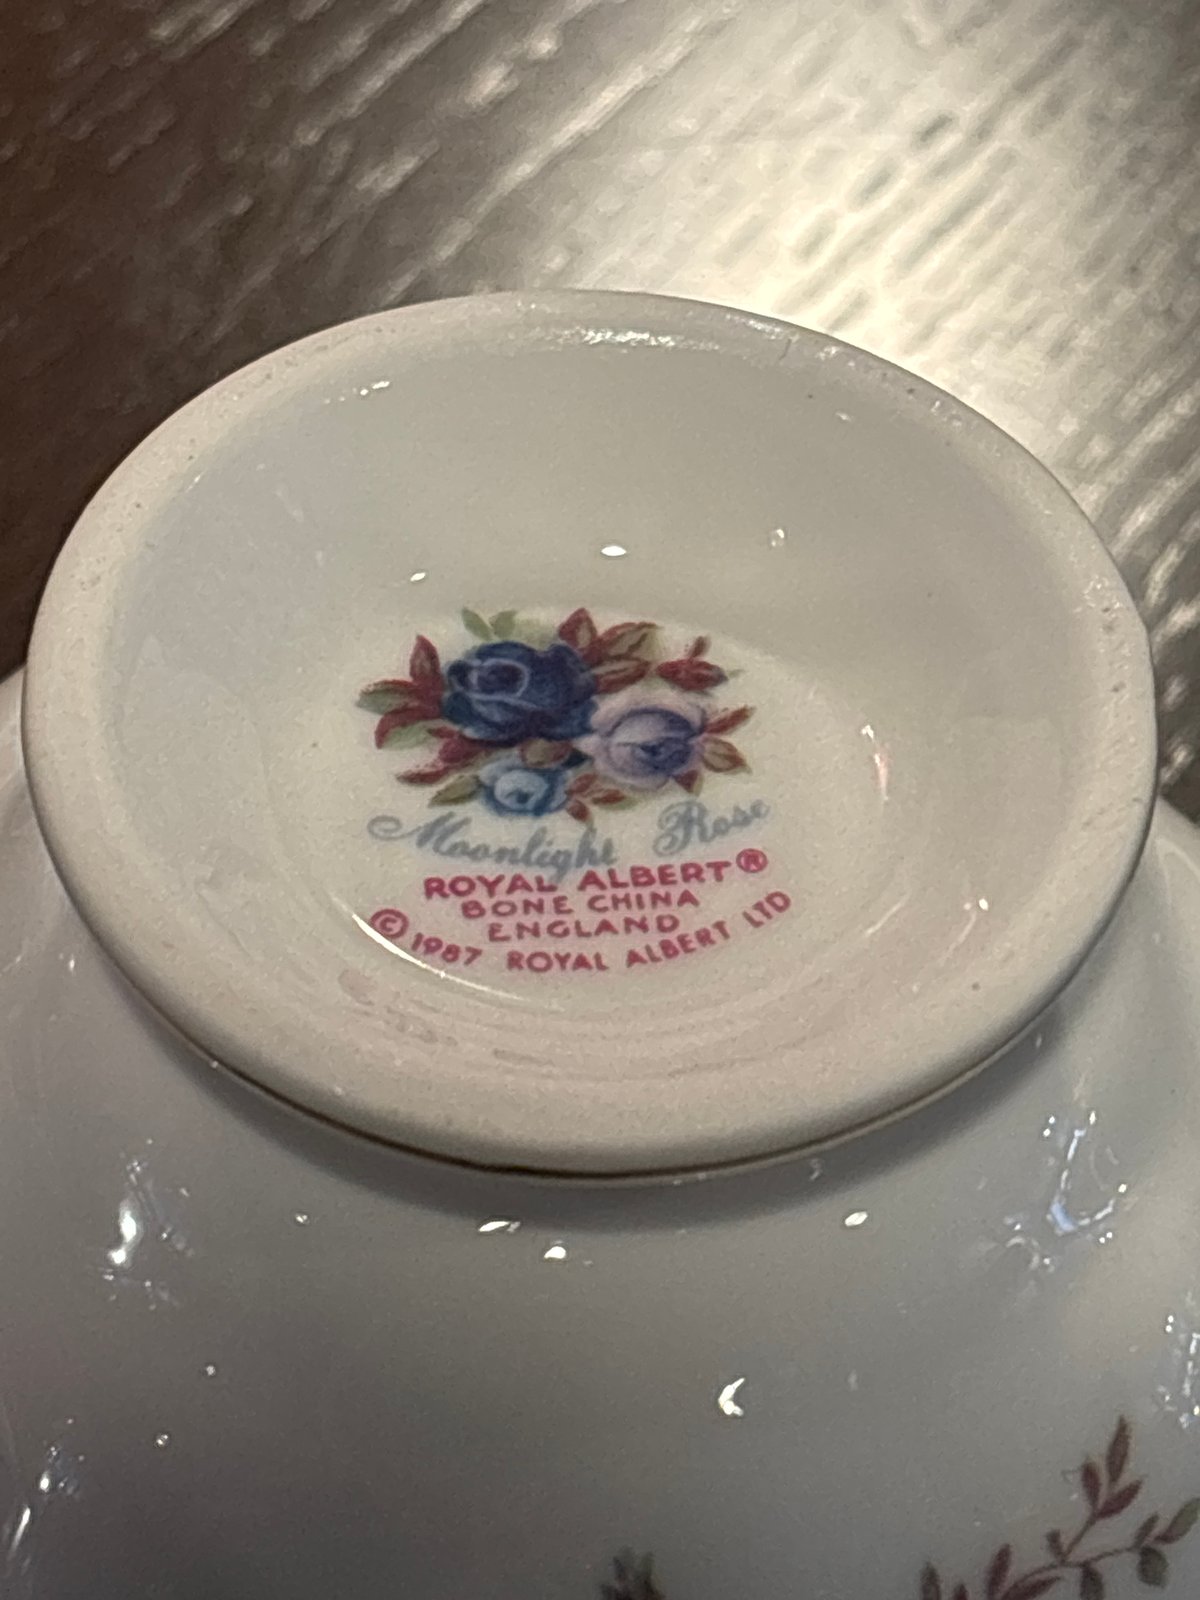 Moonlight Rose
ROYAL ALBERT®
BONE CHINA
ENGLAND
© 1987 ROYAL ALBERT LTD